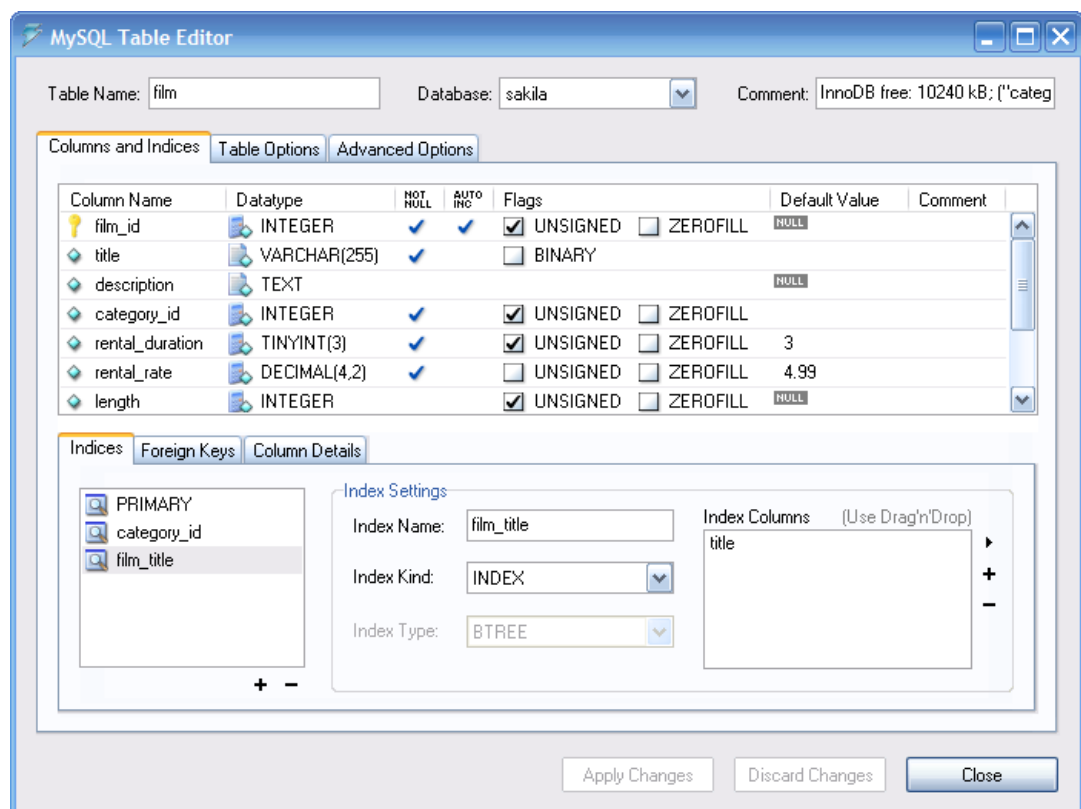 MySQL Table Editor
Table Name: film Database: sakila Comment: InnoDB free: 10240 kB; ("categ
Columns and Indices Table Options Advanced Options
Column Name Datatype NOT NULL AUTO INC Flags Default Value Comment
film_id INTEGER UNSIGNED ZEROFILL NULL
title VARCHAR(255) BINARY
description TEXT NULL
category_id INTEGER UNSIGNED ZEROFILL
rental_duration TINYINT(3) UNSIGNED ZEROFILL 3
rental_rate DECIMAL(4,2) UNSIGNED ZEROFILL 4.99
length INTEGER UNSIGNED ZEROFILL NULL
Indices Foreign Keys Column Details
PRIMARY
category_id
film_title
Index Settings
Index Name: film_title
Index Kind: INDEX
Index Type: BTREE
Index Columns (Use Drag'n'Drop)
title
Apply Changes Discard Changes Close